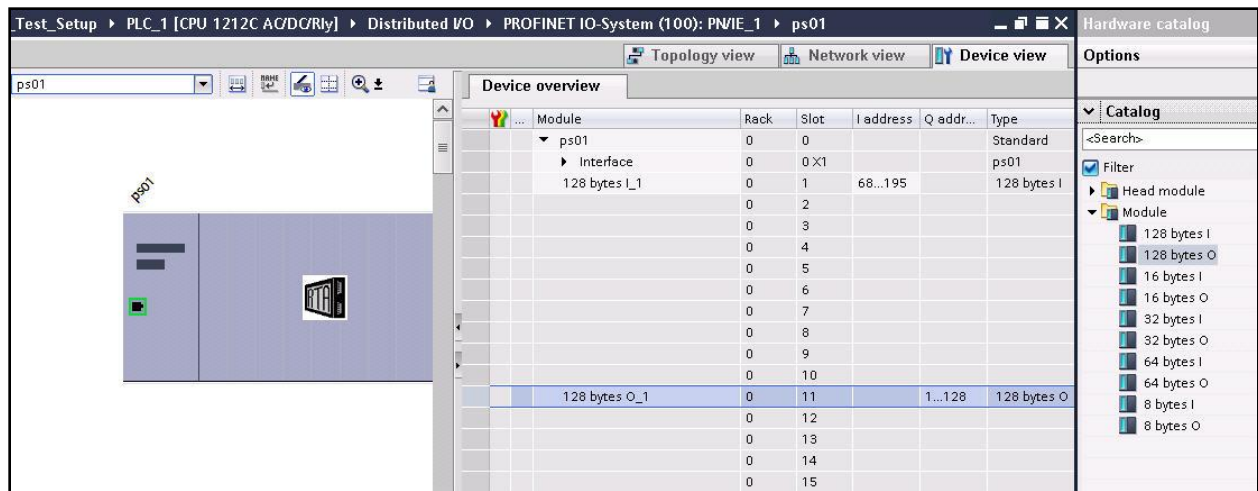 _Test_Setup ▸ PLC_1 [CPU 1212C AC/DC/Rly] ▸ Distributed I/O ▸ PROFINET IO-System (100): PN/IE_1 ▸ ps01
Hardware catalog
Topology view
Network view
Device view
Options
ps01
Device overview
... Module Rack Slot I address Q addr... Type
ps01 0 0 Standard
Interface 0 0 X1 ps01
128 bytes I_1 0 1 68...195 128 bytes I
0 2
0 3
0 4
0 5
0 6
0 7
0 8
0 9
0 10
128 bytes O_1 0 11 1...128 128 bytes O
0 12
0 13
0 14
0 15
ps01
RTA
Catalog
<Search>
Filter
Head module
Module
128 bytes I
128 bytes O
16 bytes I
16 bytes O
32 bytes I
32 bytes O
64 bytes I
64 bytes O
8 bytes I
8 bytes O